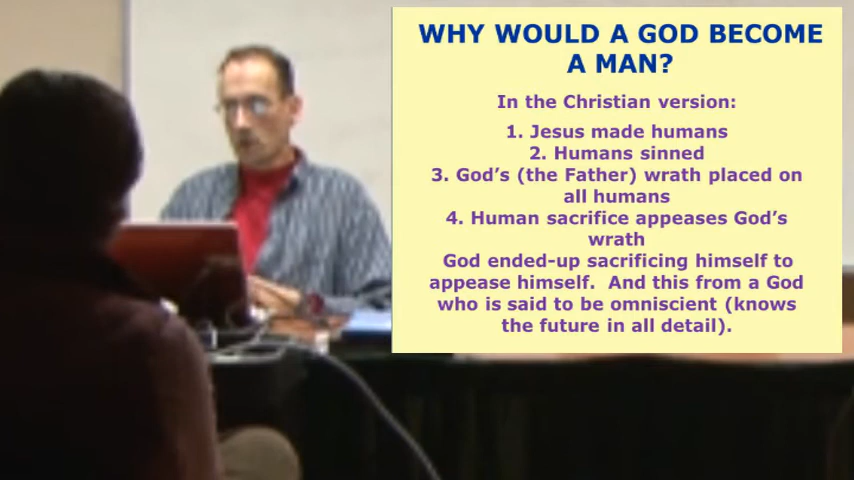 WHY WOULD A GOD BECOME
A MAN?
In the Christian version:
1. Jesus made humans
2. Humans sinned
3. God’s (the Father) wrath placed on
all humans
4. Human sacrifice appeases God’s
wrath
God ended-up sacrificing himself to
appease himself.  And this from a God
who is said to be omniscient (knows
the future in all detail).